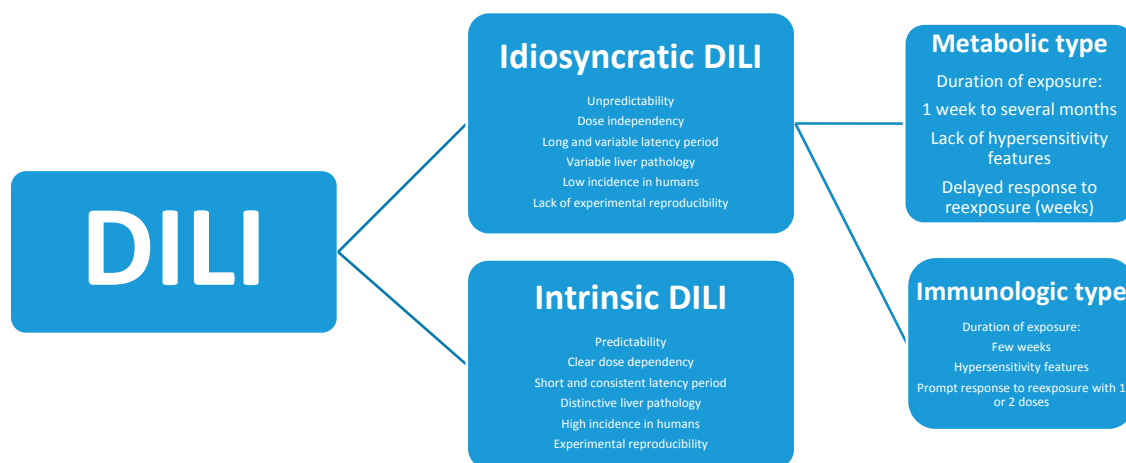 DILI
Idiosyncratic DILI
Unpredictability
Dose independency
Long and variable latency period
Variable liver pathology
Low incidence in humans
Lack of experimental reproducibility
Intrinsic DILI
Predictability
Clear dose dependency
Short and consistent latency period
Distinctive liver pathology
High incidence in humans
Experimental reproducibility
Metabolic type
Duration of exposure:
1 week to several months
Lack of hypersensitivity
features
Delayed response to
reexposure (weeks)
Immunologic type
Duration of exposure:
Few weeks
Hypersensitivity features
Prompt response to reexposure with 1
or 2 doses